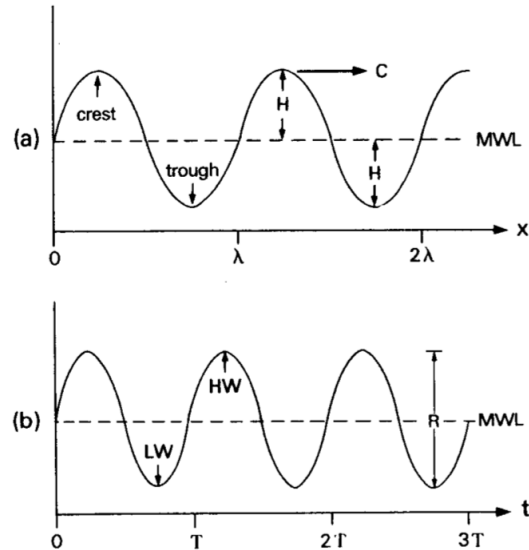 crest
C
H
(a)
MWL
trough
H
0
λ
2λ
x
HW
(b)
R
MWL
LW
0
T
2T
3T
t